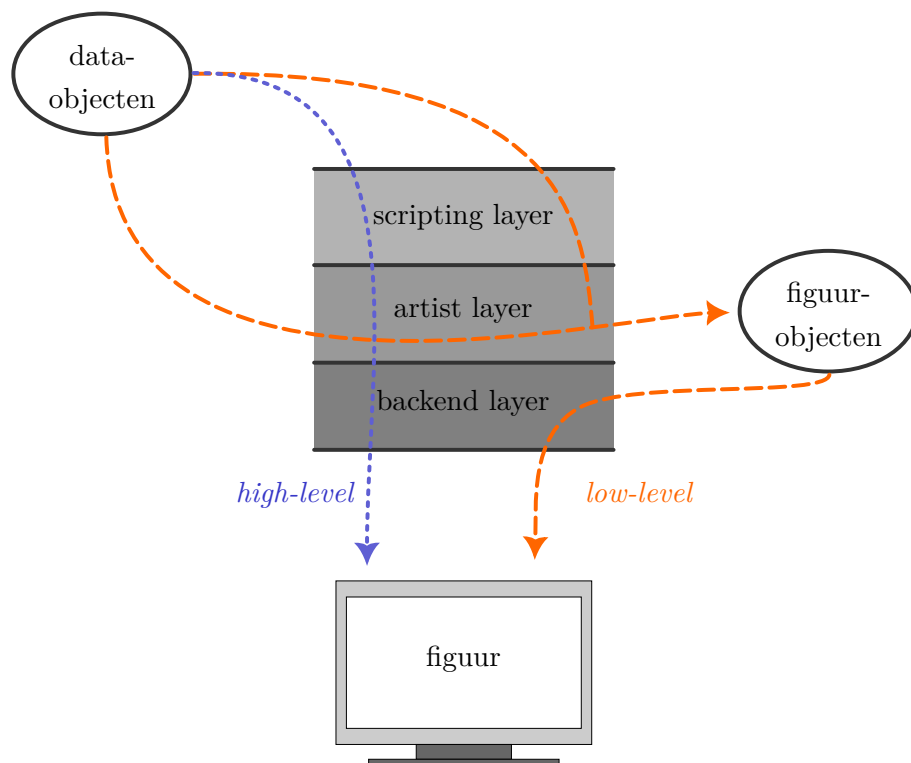 data-
objecten
scripting layer
artist layer
figuur-
objecten
backend layer
high-level
low-level
figuur